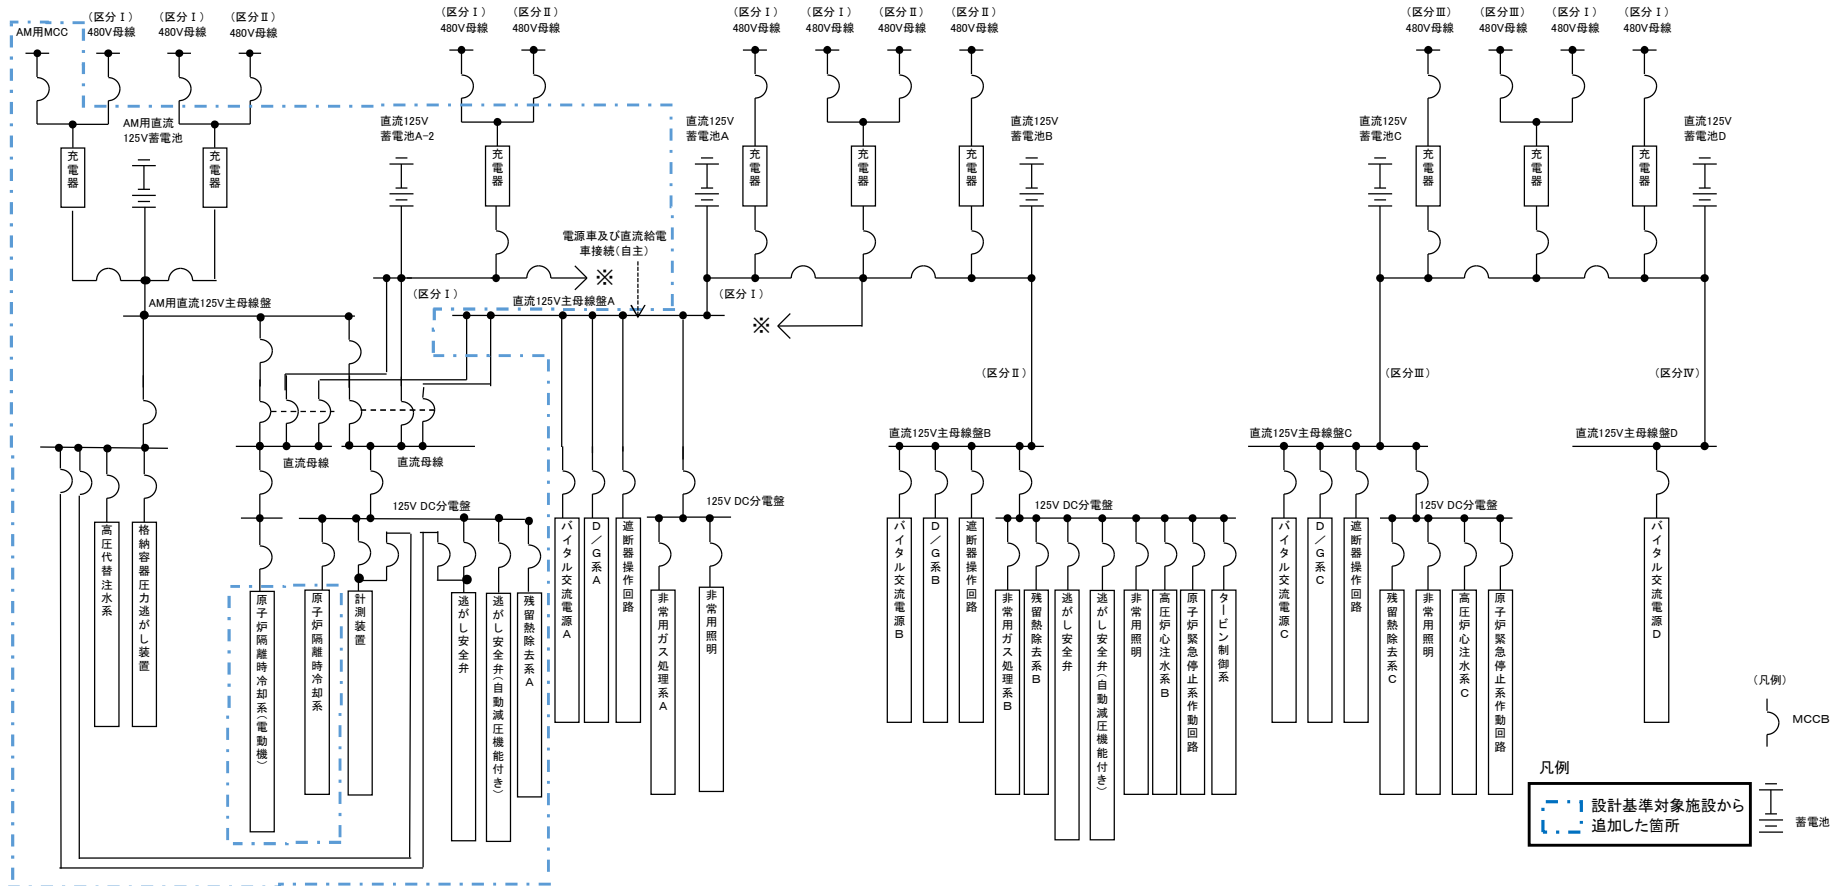 (区分Ⅰ)
(区分Ⅰ)
(区分Ⅱ)
AM用MCC
480V母線
480V母線
480V母線
(区分Ⅰ)
(区分Ⅱ)
480V母線
480V母線
(区分Ⅰ)
(区分Ⅰ)
(区分Ⅱ)
(区分Ⅱ)
480V母線
480V母線
480V母線
480V母線
(区分Ⅲ)
(区分Ⅲ)
(区分Ⅰ)
(区分Ⅰ)
480V母線
480V母線
480V母線
480V母線
AM用直流
125V蓄電池
直流125V
蓄電池A-2
直流125V
蓄電池A
直流125V
蓄電池B
直流125V
蓄電池C
直流125V
蓄電池D
充電器
充電器
充電器
充電器
充電器
充電器
充電器
充電器
充電器
電源車及び直流給電
車接続(自主)
※
(区分Ⅰ)
(区分Ⅰ)
AM用直流125V主母線盤
直流125V主母線盤A
※
(区分Ⅱ)
(区分Ⅲ)
(区分Ⅳ)
直流125V主母線盤B
直流125V主母線盤C
直流125V主母線盤D
直流母線
直流母線
125V DC分電盤
125V DC分電盤
125V DC分電盤
125V DC分電盤
高圧代替注水系
格納容器圧力逃がし装置
原子炉隔離時冷却系(電動機)
原子炉隔離時冷却系
計測装置
逃がし安全弁
逃がし安全弁(自動減圧機能付き)
残留熱除去系A
バイタル交流電源A
D/G系A
遮断器操作回路
非常用ガス処理系A
非常用照明
バイタル交流電源B
D/G系B
遮断器操作回路
非常用ガス処理系B
残留熱除去系B
逃がし安全弁
逃がし安全弁(自動減圧機能付き)
非常用照明
高圧炉心注水系B
原子炉緊急停止系作動回路
タービン制御系
バイタル交流電源C
D/G系C
遮断器操作回路
残留熱除去系C
非常用照明
高圧炉心注水系C
原子炉緊急停止系作動回路
バイタル交流電源D
(凡例)
MCCB
蓄電池
凡例
設計基準対象施設から
追加した箇所